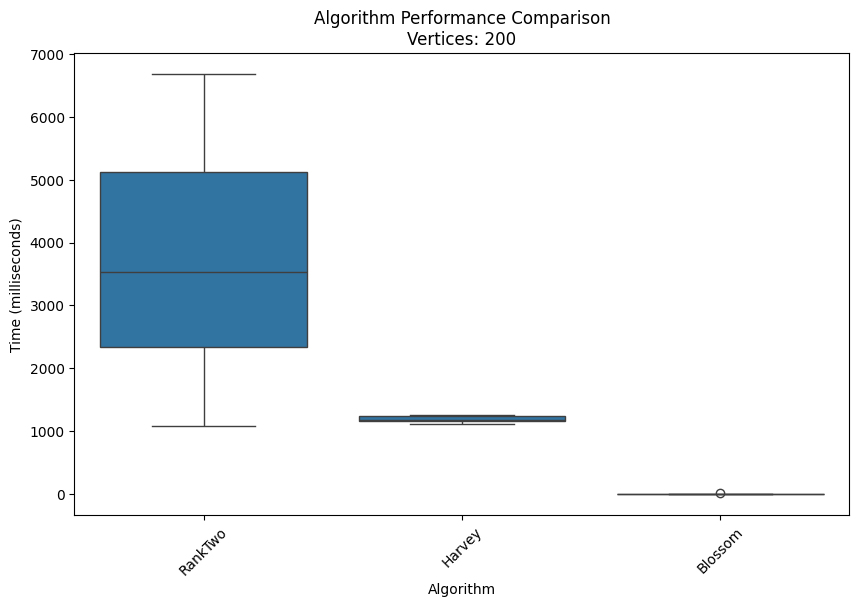 Algorithm Performance Comparison
Vertices: 200
Time (milliseconds)
7000
6000
5000
4000
3000
2000
1000
0
RankTwo
Harvey
Blossom
Algorithm